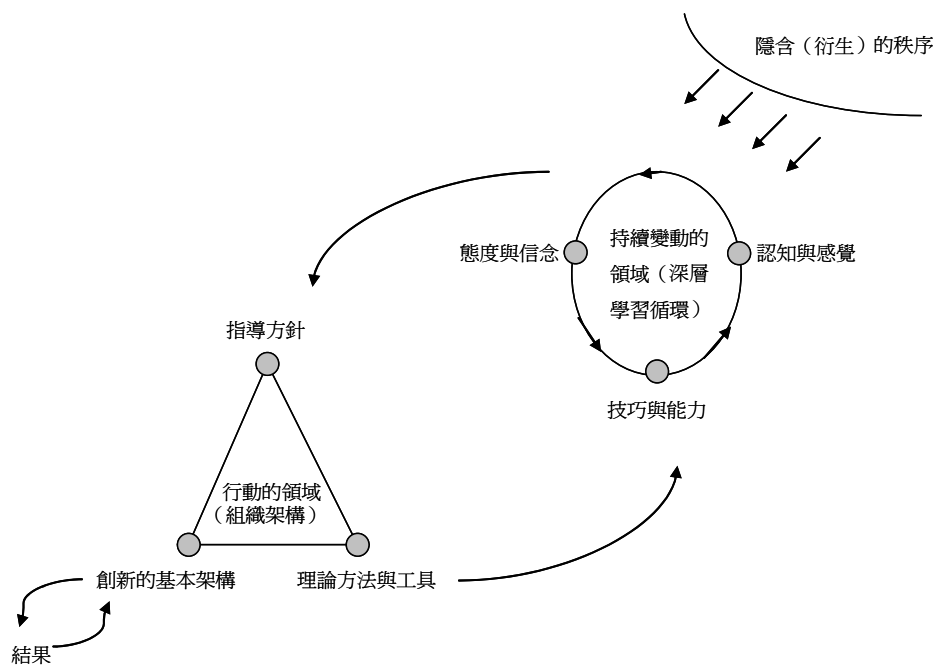 隱含（衍生）的秩序
態度與信念
持續變動的
領域（深層
學習循環）
認知與感覺
技巧與能力
指導方針
行動的領域
（組織架構）
創新的基本架構
理論方法與工具
結果